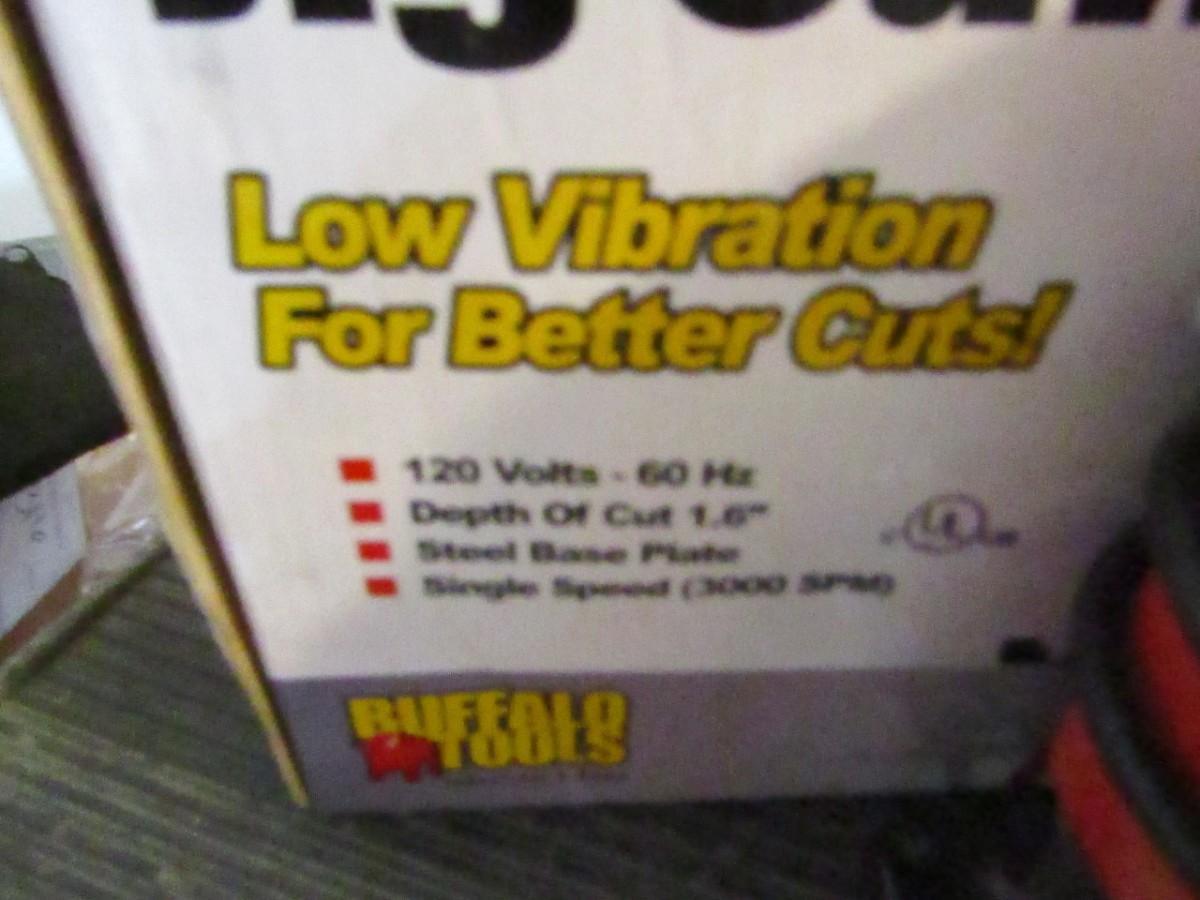 Low Vibration
For Better Cuts!
120 Volts - 60 Hz
Depth Of Cut 1.6"
Steel Base Plate
Single Speed (3000 SPM)
UL
BUFFALO
TOOLS